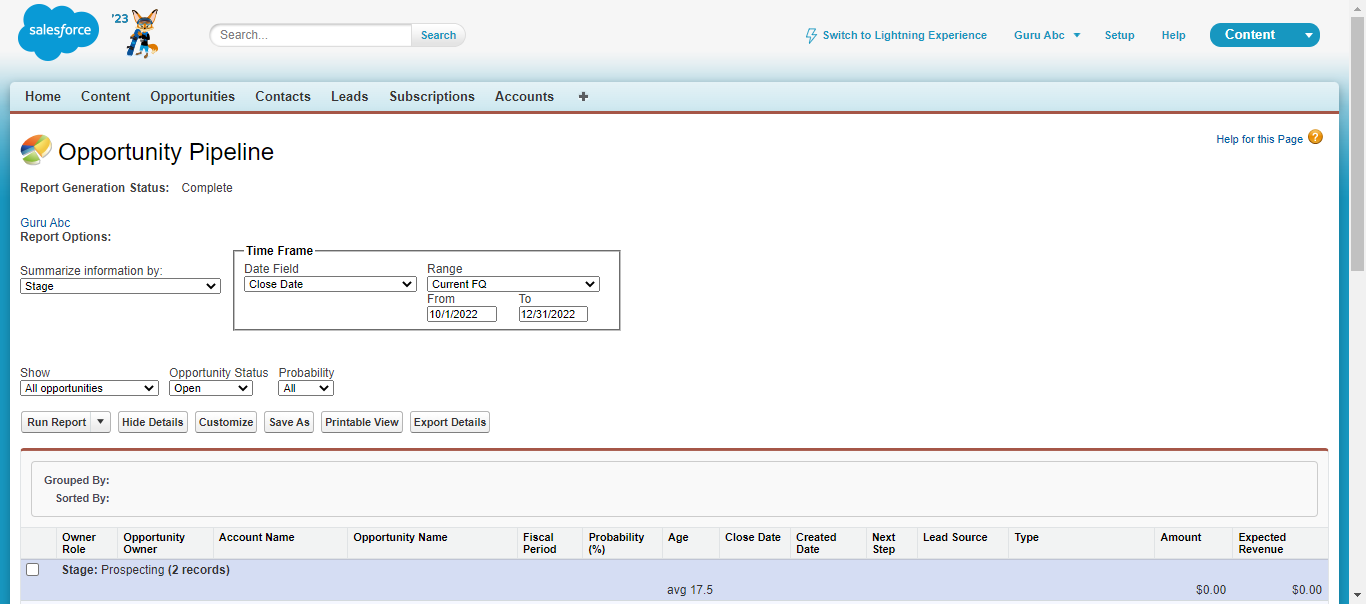 salesforce '23
Search... Search
Switch to Lightning Experience Guru Abc Setup Help Content
Home Content Opportunities Contacts Leads Subscriptions Accounts +
Opportunity Pipeline
Help for this Page ?
Report Generation Status: Complete
Guru Abc
Report Options:
Summarize information by:
Stage
Time Frame
Date Field Range
Close Date Current FQ
From To
10/1/2022 12/31/2022
Show Opportunity Status Probability
All opportunities Open All
Run Report Hide Details Customize Save As Printable View Export Details
Grouped By:
Sorted By:
Owner Opportunity Account Name Opportunity Name Fiscal Probability Age Close Date Created Next Lead Source Type Amount Expected
Role Owner Period (%) Date Step Revenue
Stage: Prospecting (2 records)
avg 17.5 $0.00 $0.00